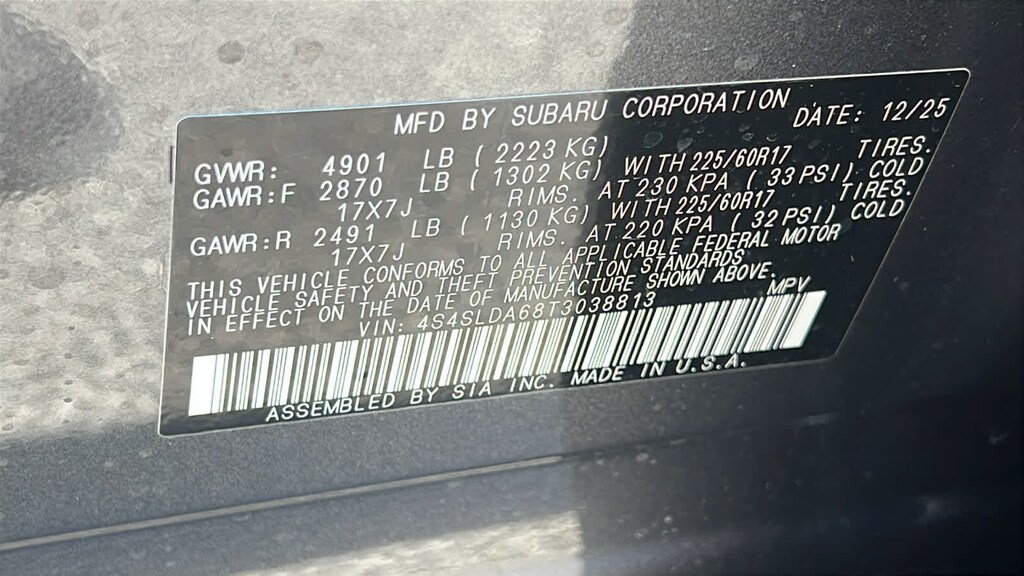 MFD BY SUBARU CORPORATION DATE: 12/25
GVWR: 4901 LB ( 2223 KG)
GAWR:F 2870 LB ( 1302 KG) WITH 225/60R17 TIRES.
17X7J RIMS. AT 230 KPA ( 33 PSI) COLD
GAWR:R 2491 LB ( 1130 KG) WITH 225/60R17 TIRES.
17X7J RIMS. AT 220 KPA ( 32 PSI) COLD
THIS VEHICLE CONFORMS TO ALL APPLICABLE FEDERAL MOTOR
VEHICLE SAFETY AND THEFT PREVENTION STANDARDS
IN EFFECT ON THE DATE OF MANUFACTURE SHOWN ABOVE.
VIN: 4S4SLDA68T3038813 MPV
ASSEMBLED BY SIA INC. MADE IN U.S.A.